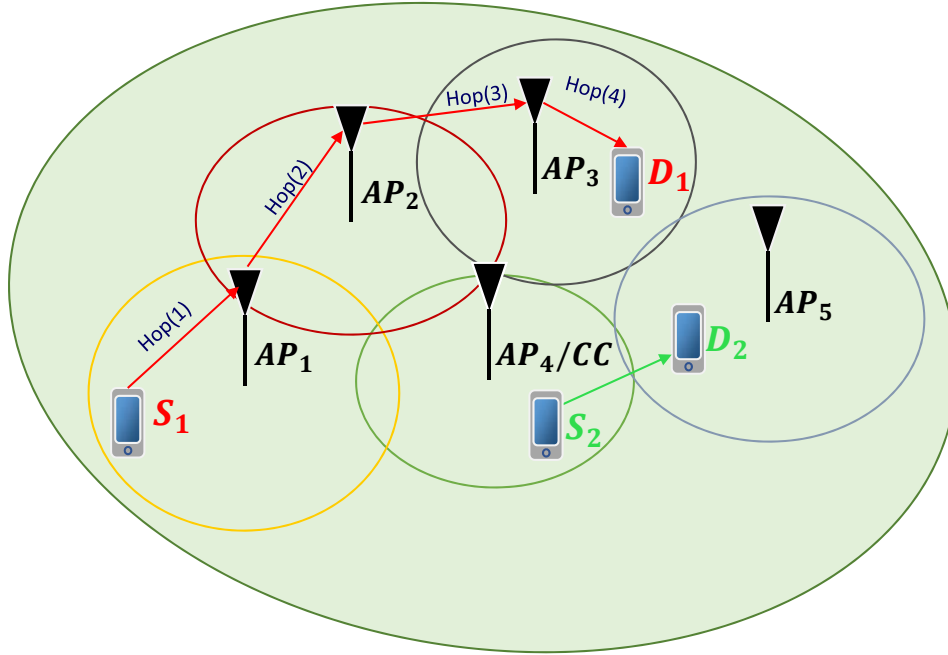 Hop(3)
Hop(4)
Hop(2)
AP₂
AP₃
D₁
Hop(1)
AP₁
AP₄/CC
AP₅
D₂
S₁
S₂